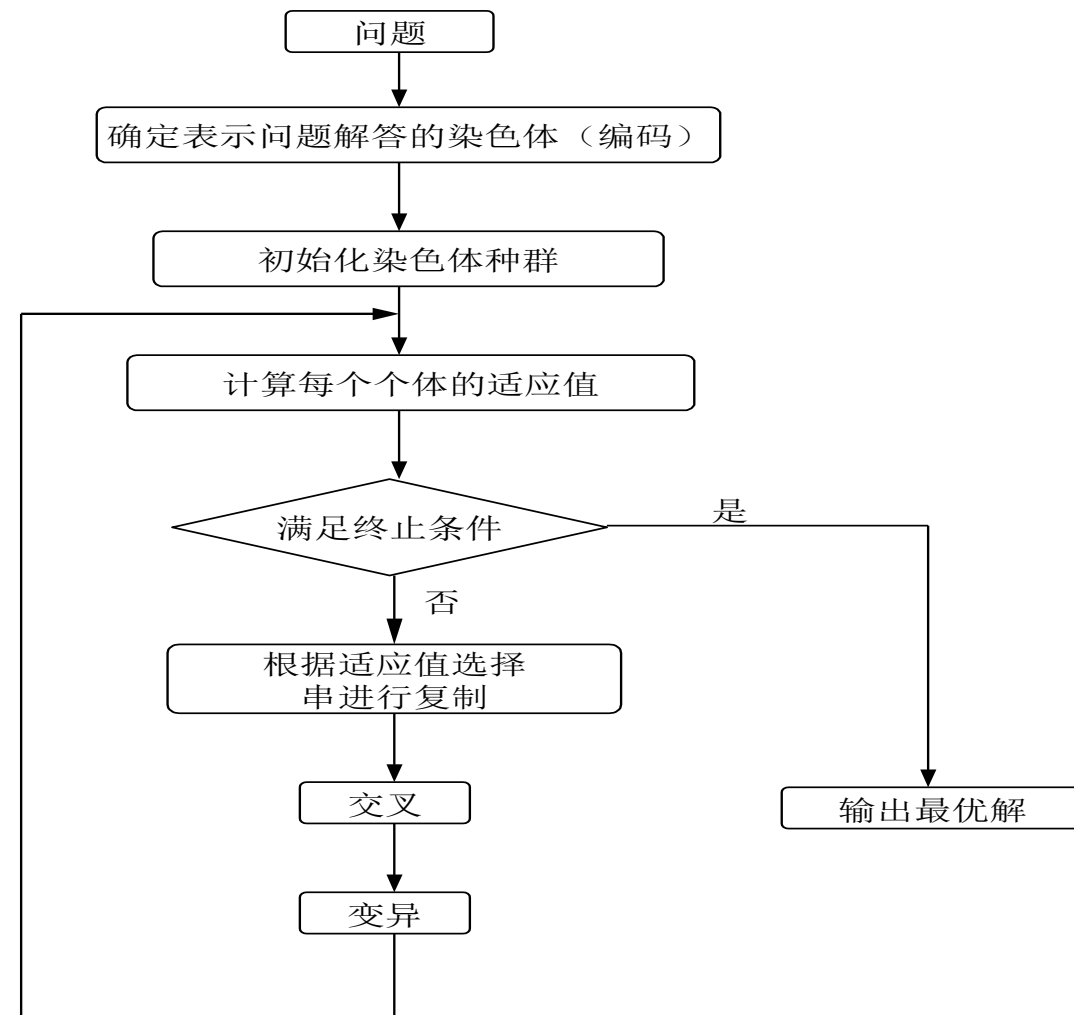 问题
确定表示问题解答的染色体（编码）
初始化染色体种群
计算每个个体的适应值
满足终止条件
是
否
根据适应值选择
串进行复制
交叉
输出最优解
变异